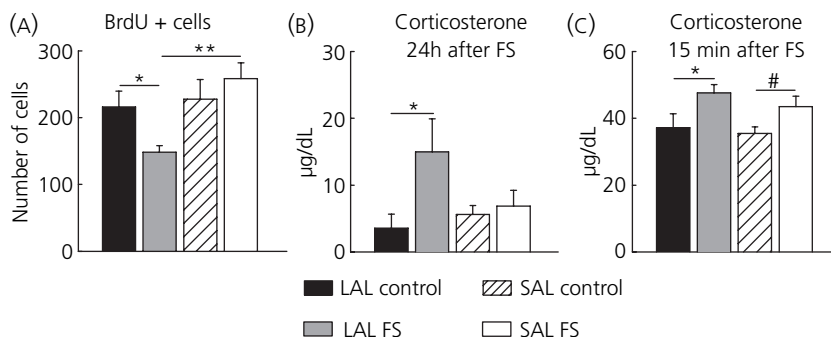 (A) BrdU + cells
Number of cells
300
200
100
0
*
**
(B) Corticosterone
24h after FS
µg/dL
30
20
10
0
*
(C) Corticosterone
15 min after FS
µg/dL
60
40
20
0
*
#
LAL control
SAL control
LAL FS
SAL FS